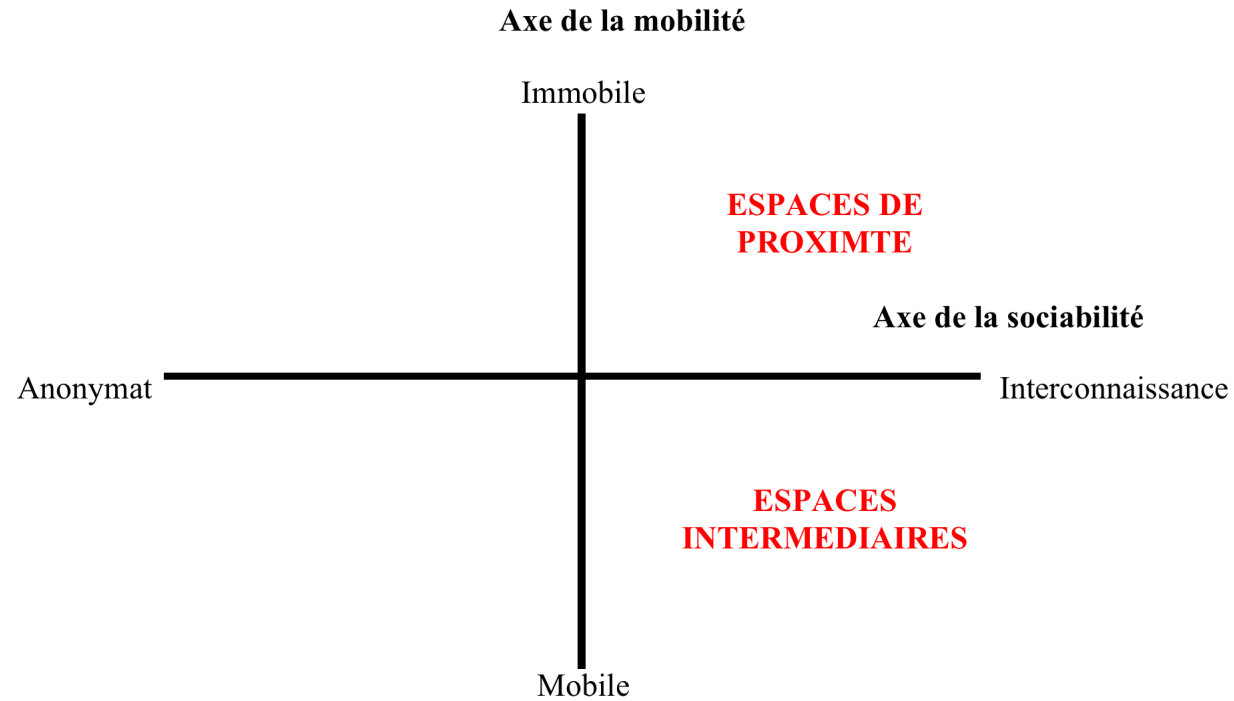 Axe de la mobilité
Immobile
ESPACES DE
PROXIMTE
Axe de la sociabilité
Anonymat
Interconnaissance
ESPACES
INTERMEDIAIRES
Mobile